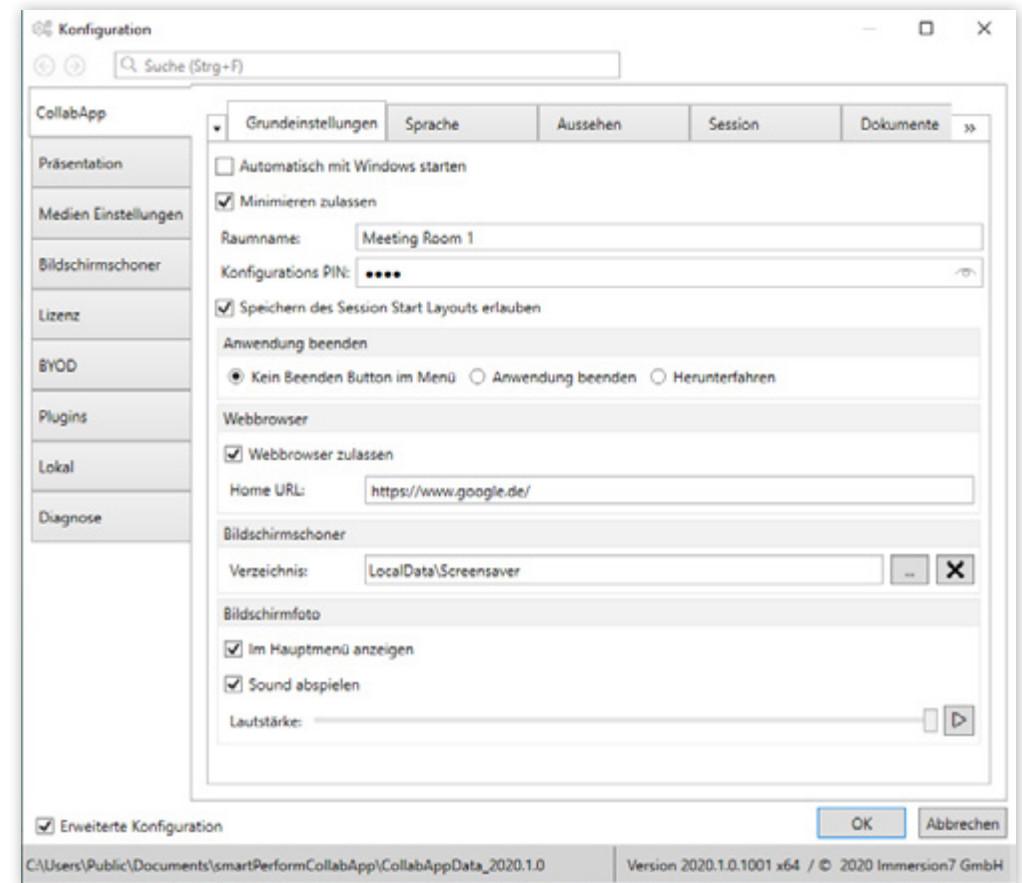 Konfiguration
Suche (Strg+F)
CollabApp
Präsentation
Medien Einstellungen
Bildschirmschoner
Lizenz
BYOD
Plugins
Lokal
Diagnose
Grundeinstellungen Sprache Aussehen Session Dokumente »
Automatisch mit Windows starten
Minimieren zulassen
Raumname: Meeting Room 1
Konfigurations PIN: ●●●●
Speichern des Session Start Layouts erlauben
Anwendung beenden
Kein Beenden Button im Menü Anwendung beenden Herunterfahren
Webbrowser
Webbrowser zulassen
Home URL: https://www.google.de/
Bildschirmschoner
Verzeichnis: LocalData\Screensaver ...
Bildschirmfoto
Im Hauptmenü anzeigen
Sound abspielen
Lautstärke:
Erweiterte Konfiguration OK Abbrechen
C:\Users\Public\Documents\smartPerformCollabApp\CollabAppData_2020.1.0 Version 2020.1.0.1001 x64 / © 2020 Immersion7 GmbH